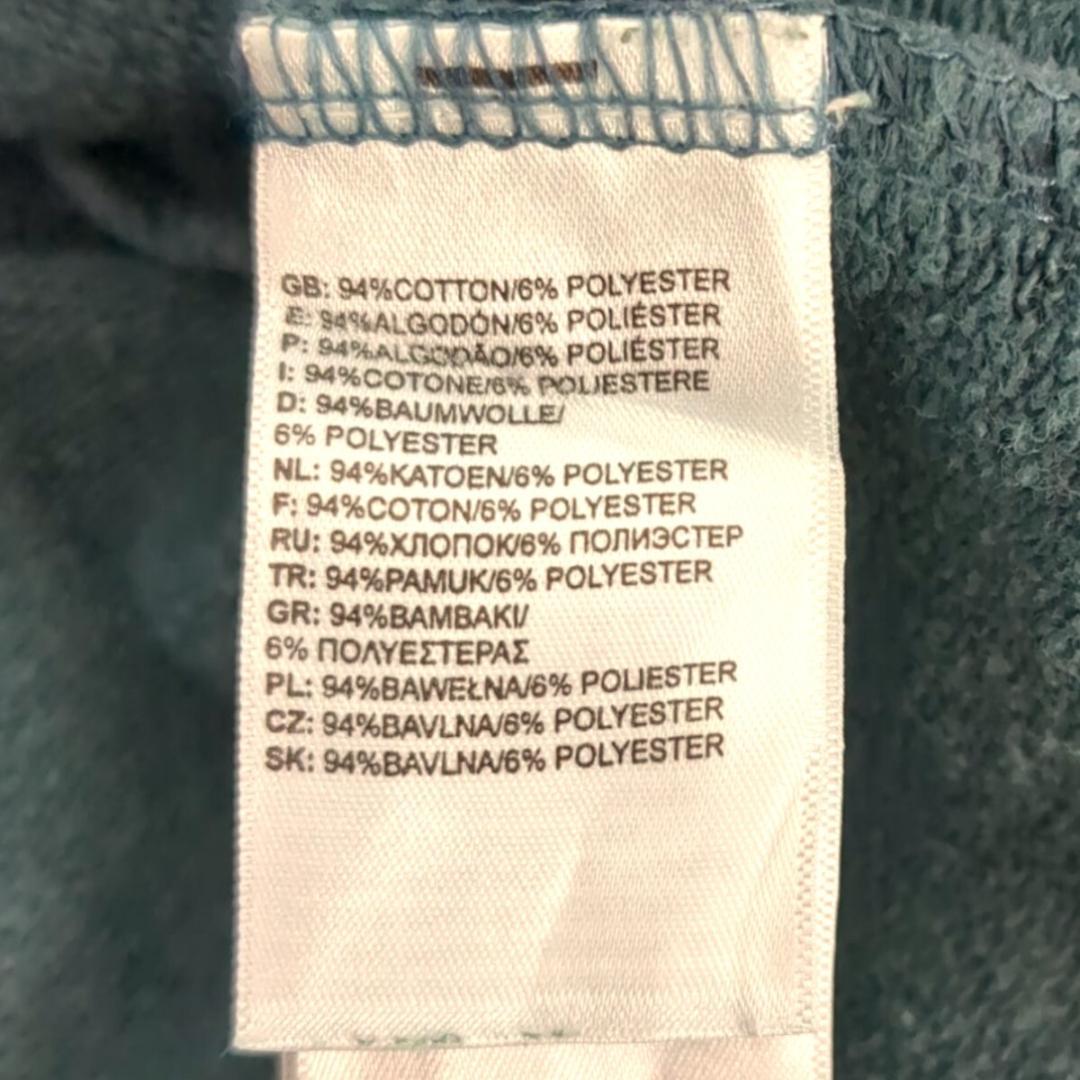 GB: 94%COTTON/6% POLYESTER
E: 94%ALGODÓN/6% POLIÉSTER
P: 94%ALGODÃO/6% POLIÉSTER
I: 94%COTONE/6% POLIESTERE
D: 94%BAUMWOLLE/
6% POLYESTER
NL: 94%KATOEN/6% POLYESTER
F: 94%COTON/6% POLYESTER
RU: 94%ХЛОПОК/6% ПОЛИЭСТЕР
TR: 94%PAMUK/6% POLYESTER
GR: 94%ΒΑΜΒΑΚΙ/
6% ΠΟΛΥΕΣΤΕΡΑΣ
PL: 94%BAWEŁNA/6% POLIESTER
CZ: 94%BAVLNA/6% POLYESTER
SK: 94%BAVLNA/6% POLYESTER